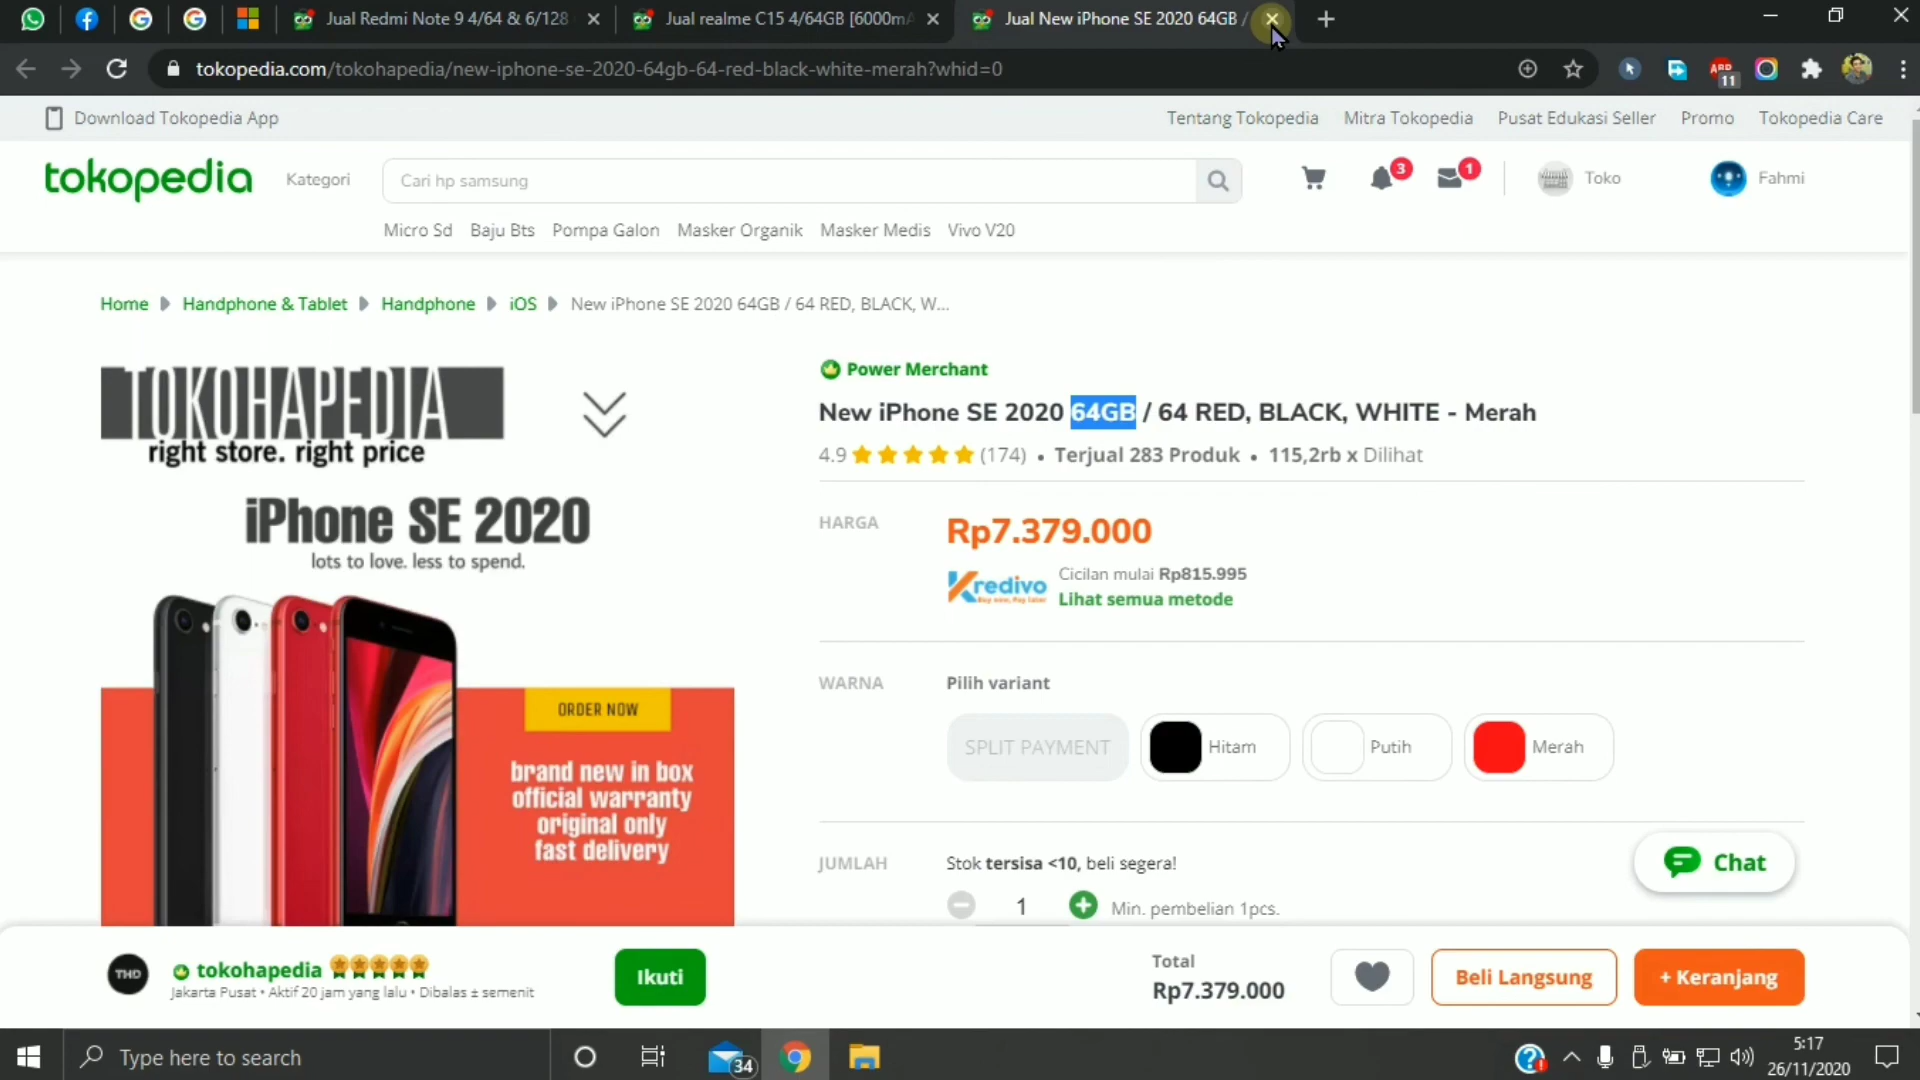 Jual Redmi Note 9 4/64 & 6/128
Jual realme C15 4/64GB [6000mA
Jual New iPhone SE 2020 64GB /
tokopedia.com/tokohapedia/new-iphone-se-2020-64gb-64-red-black-white-merah?whid=0
ABP
11
Download Tokopedia App
Tentang Tokopedia
Mitra Tokopedia
Pusat Edukasi Seller
Promo
Tokopedia Care
tokopedia
Kategori
Cari hp samsung
3
1
Toko
Fahmi
Micro Sd
Baju Bts
Pompa Galon
Masker Organik
Masker Medis
Vivo V20
Home
Handphone & Tablet
Handphone
iOS
New iPhone SE 2020 64GB / 64 RED, BLACK, W...
TOKOHAPEDIA
right store. right price
iPhone SE 2020
lots to love. less to spend.
ORDER NOW
brand new in box
official warranty
original only
fast delivery
Power Merchant
New iPhone SE 2020 64GB / 64 RED, BLACK, WHITE - Merah
4.9 (174) • Terjual 283 Produk • 115,2rb x Dilihat
HARGA
Rp7.379.000
Kredivo
Buy now, Pay later
Cicilan mulai Rp815.995
Lihat semua metode
WARNA
Pilih variant
SPLIT PAYMENT
Hitam
Putih
Merah
JUMLAH
Stok tersisa <10, beli segera!
1
Min. pembelian 1pcs.
Chat
THD
tokohapedia
Jakarta Pusat • Aktif 20 jam yang lalu • Dibalas ± semenit
Ikuti
Total
Rp7.379.000
Beli Langsung
+ Keranjang
Type here to search
34
5:17
26/11/2020